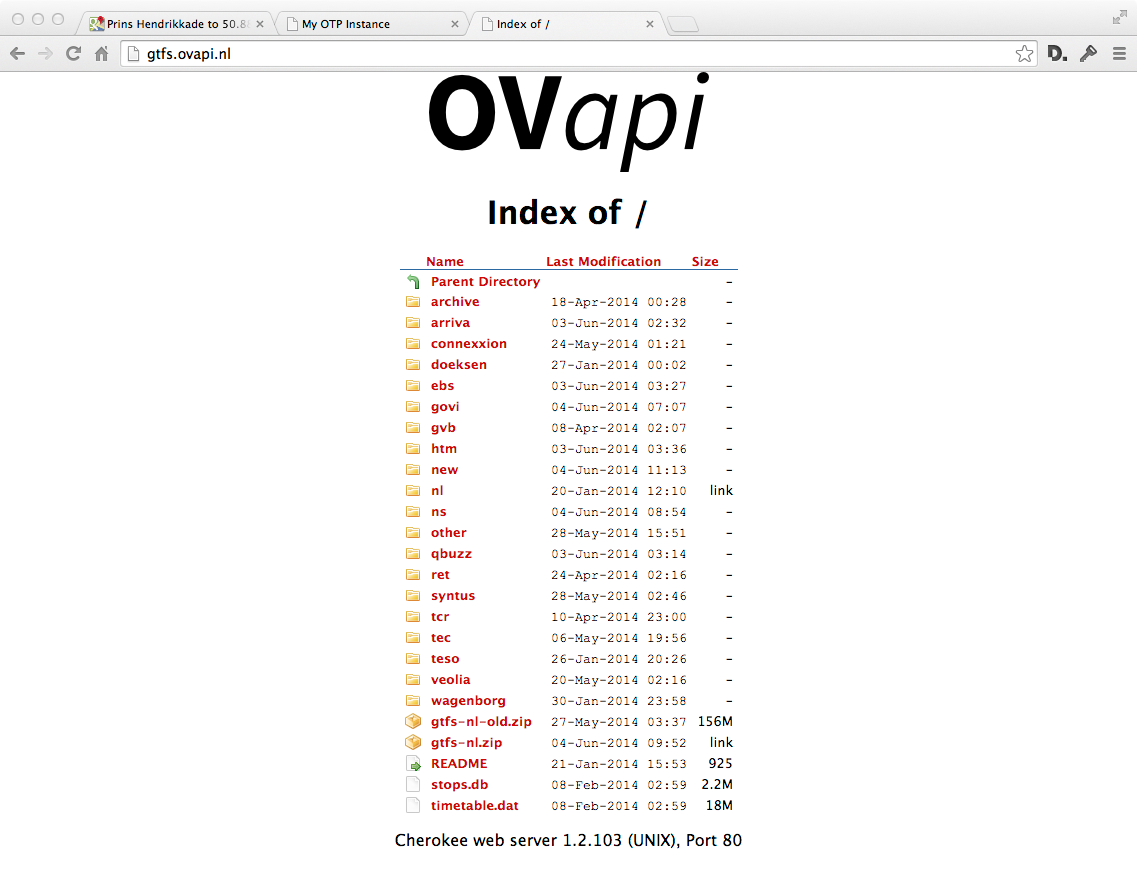 Prins Hendrikkade to 50.8
My OTP Instance
Index of /
gtfs.ovapi.nl
D.
OVapi
Index of /
Name Last Modification Size
Parent Directory -
archive 18-Apr-2014 00:28 -
arriva 03-Jun-2014 02:32 -
connexxion 24-May-2014 01:21 -
doeksen 27-Jan-2014 00:02 -
ebs 03-Jun-2014 03:27 -
govi 04-Jun-2014 07:07 -
gvb 08-Apr-2014 02:07 -
htm 03-Jun-2014 03:36 -
new 04-Jun-2014 11:13 -
nl 20-Jan-2014 12:10 link
ns 04-Jun-2014 08:54 -
other 28-May-2014 15:51 -
qbuzz 03-Jun-2014 03:14 -
ret 24-Apr-2014 02:16 -
syntus 28-May-2014 02:46 -
tcr 10-Apr-2014 23:00 -
tec 06-May-2014 19:56 -
teso 26-Jan-2014 20:26 -
veolia 20-May-2014 02:16 -
wagenborg 30-Jan-2014 23:58 -
gtfs-nl-old.zip 27-May-2014 03:37 156M
gtfs-nl.zip 04-Jun-2014 09:52 link
README 21-Jan-2014 15:53 925
stops.db 08-Feb-2014 02:59 2.2M
timetable.dat 08-Feb-2014 02:59 18M
Cherokee web server 1.2.103 (UNIX), Port 80